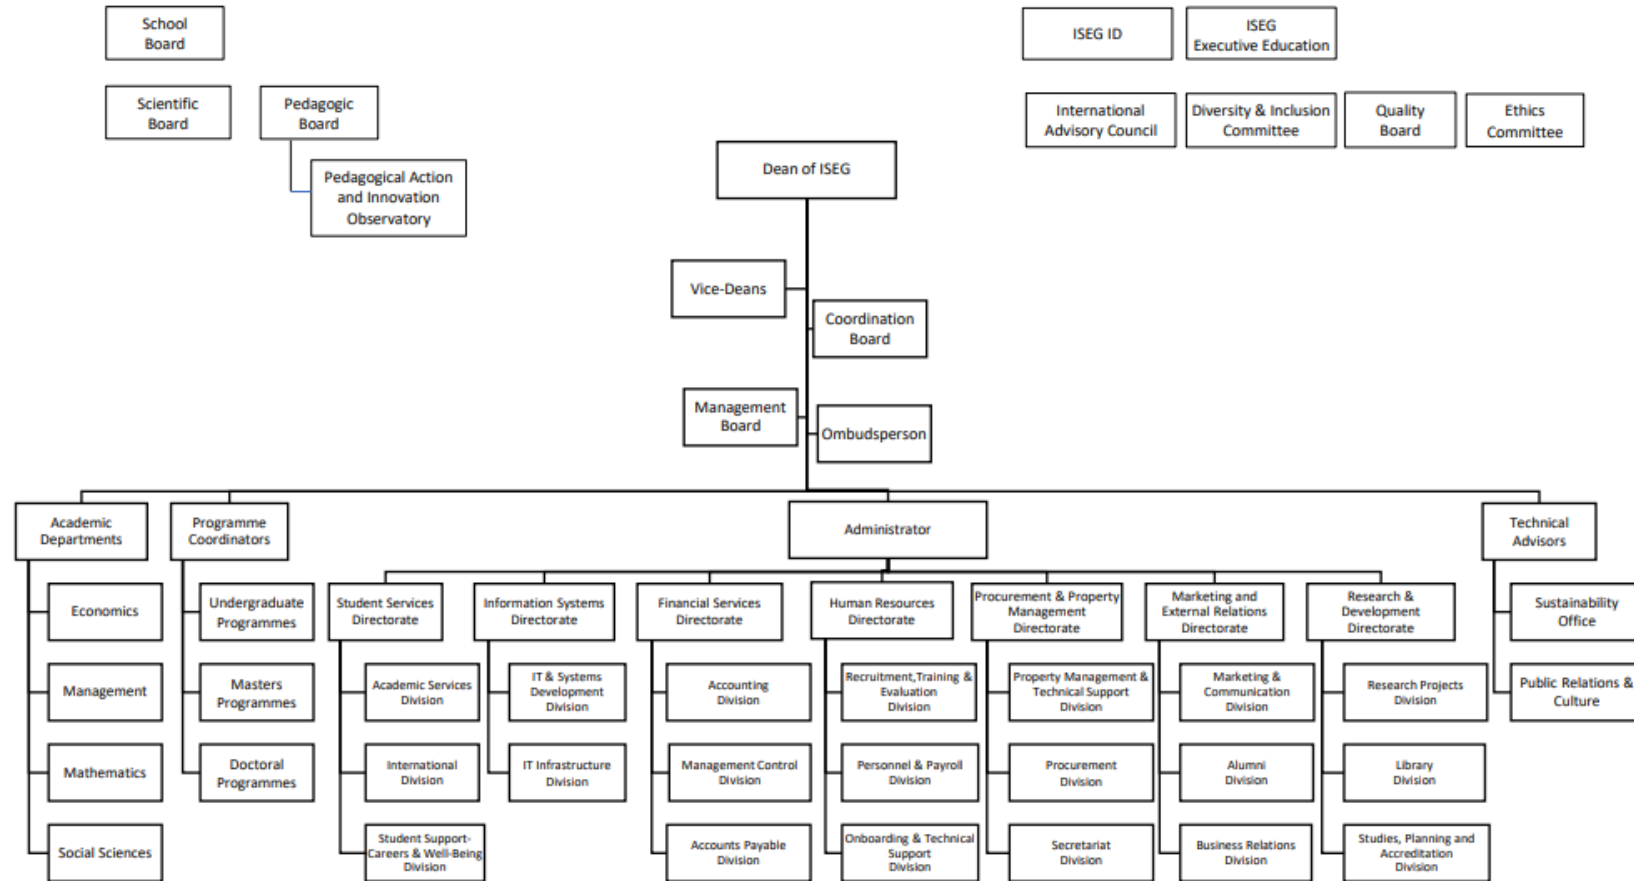 School
Board
ISEG ID
ISEG
Executive Education
Scientific
Board
Pedagogic
Board
International
Advisory Council
Diversity & Inclusion
Committee
Quality
Board
Ethics
Committee
Pedagogical Action
and Innovation
Observatory
Dean of ISEG
Vice-Deans
Coordination
Board
Management
Board
Ombudsperson
Academic
Departments
Programme
Coordinators
Administrator
Technical
Advisors
Economics
Management
Mathematics
Social Sciences
Undergraduate
Programmes
Masters
Programmes
Doctoral
Programmes
Student Services
Directorate
Academic Services
Division
International
Division
Student Support-
Careers & Well-Being
Division
Information Systems
Directorate
IT & Systems
Development
Division
IT Infrastructure
Division
Financial Services
Directorate
Accounting
Division
Management Control
Division
Accounts Payable
Division
Human Resources
Directorate
Recruitment,Training &
Evaluation
Division
Personnel & Payroll
Division
Onboarding & Technical
Support
Division
Procurement & Property
Management
Directorate
Property Management &
Technical Support
Division
Procurement
Division
Secretariat
Division
Marketing and
External Relations
Directorate
Marketing &
Communication
Division
Alumni
Division
Business Relations
Division
Research &
Development
Directorate
Research Projects
Division
Library
Division
Studies, Planning and
Accreditation
Division
Sustainability
Office
Public Relations &
Culture